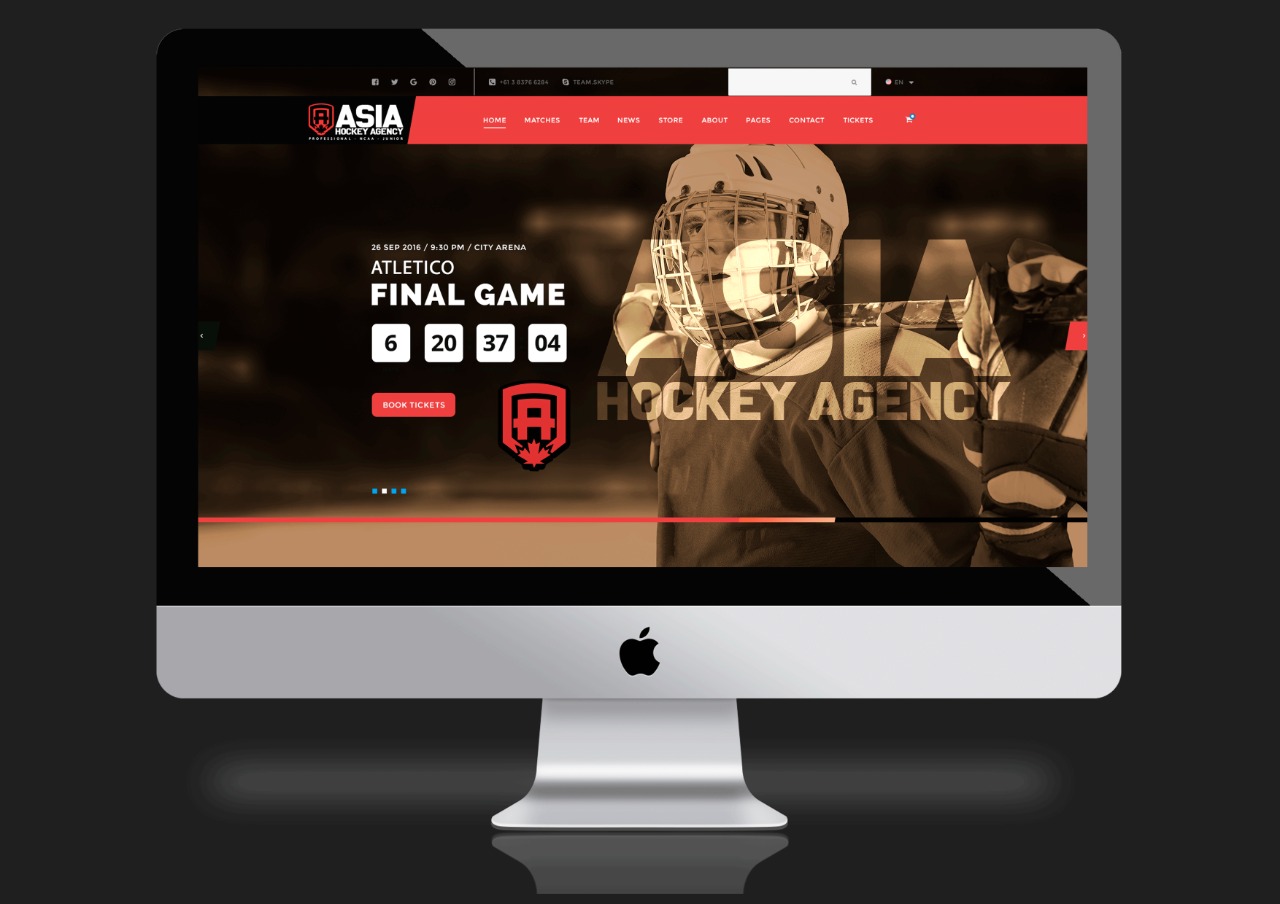 +61 3 8376 6284
TEAM.SKYPE
EN
ASIA
HOCKEY AGENCY
PROFESSIONAL · NCAA · JUNIOR
HOME MATCHES TEAM NEWS STORE ABOUT PAGES CONTACT TICKETS
26 SEP 2016 / 9:30 PM / CITY ARENA
ATLETICO
FINAL GAME
6 20 37 04
BOOK TICKETS
A
ASIA
HOCKEY AGENCY